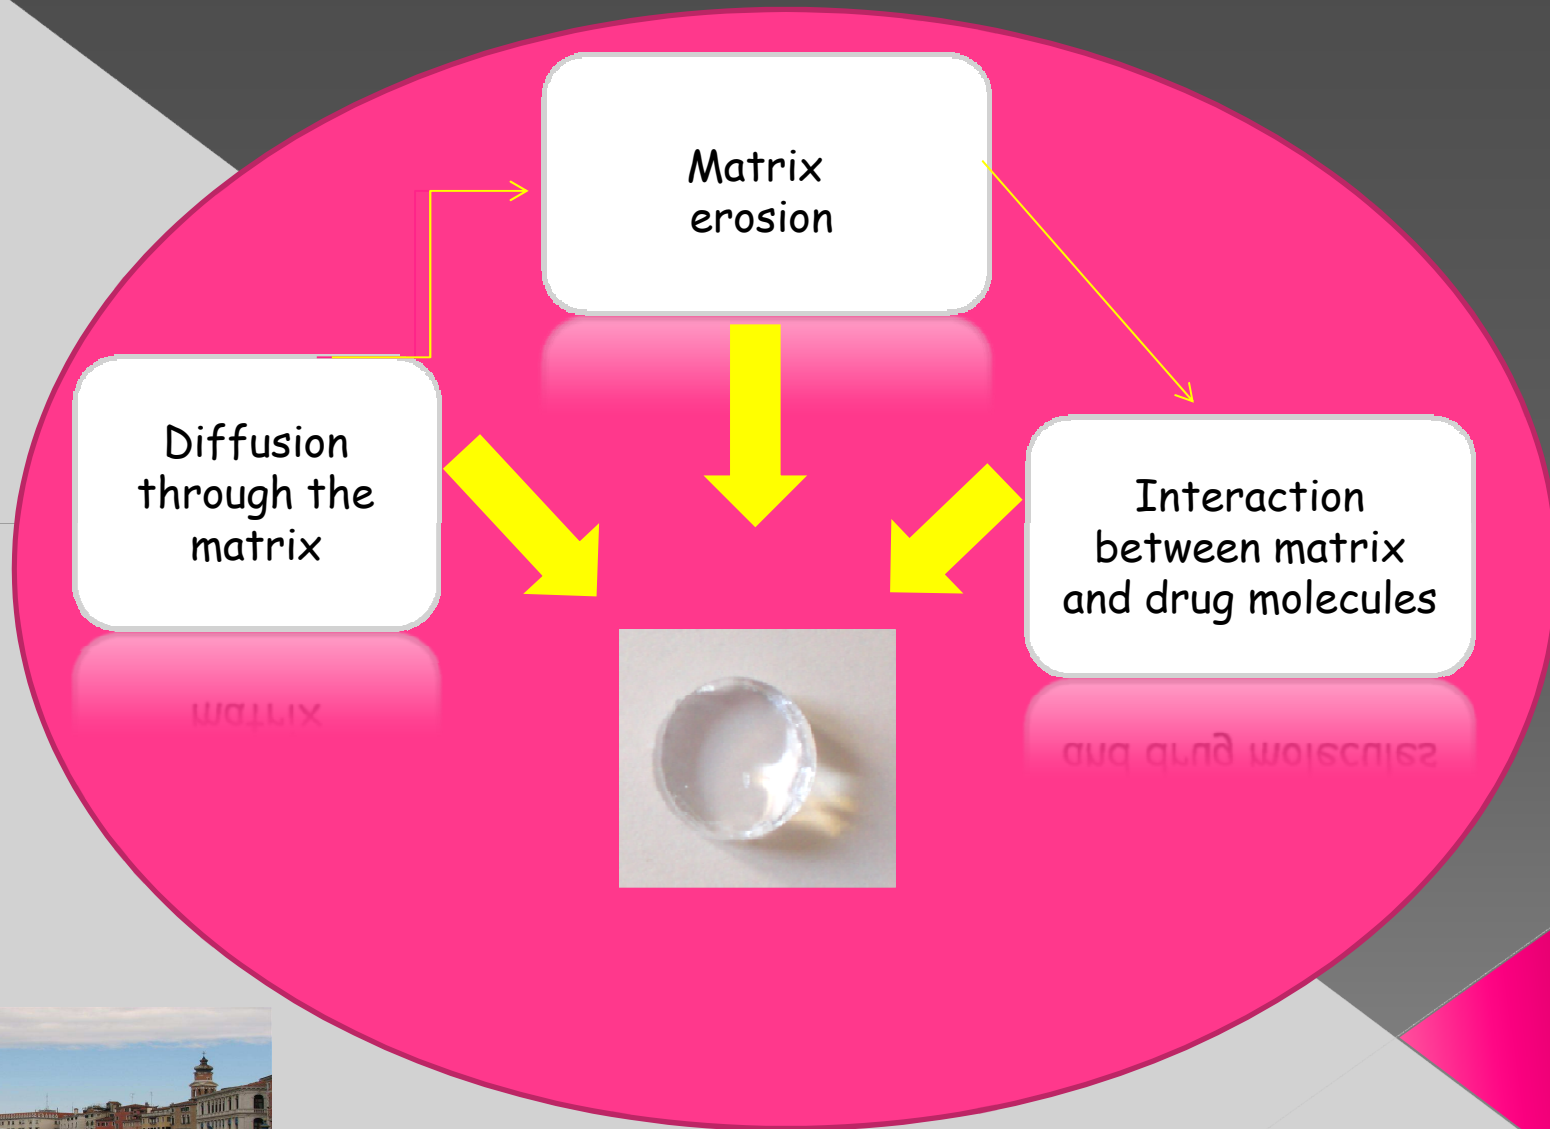 Matrix
erosion
Diffusion
through the
matrix
Interaction
between matrix
and drug molecules